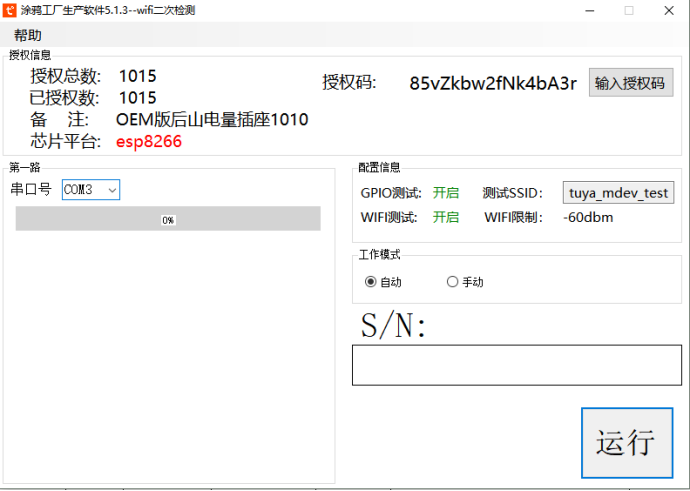 涂鸦工厂生产软件5.1.3--wifi二次检测
帮助
授权信息
授权总数: 1015
已授权数: 1015
备 注: OEM版后山电量插座1010
芯片平台: esp8266
授权码: 85vZkbw2fNk4bA3r 输入授权码
第一路
串口号 COM3
0%
配置信息
GPIO测试: 开启 测试SSID: tuya_mdev_test
WIFI测试: 开启 WIFI限制: -60dbm
工作模式
自动 手动
S/N:
运行